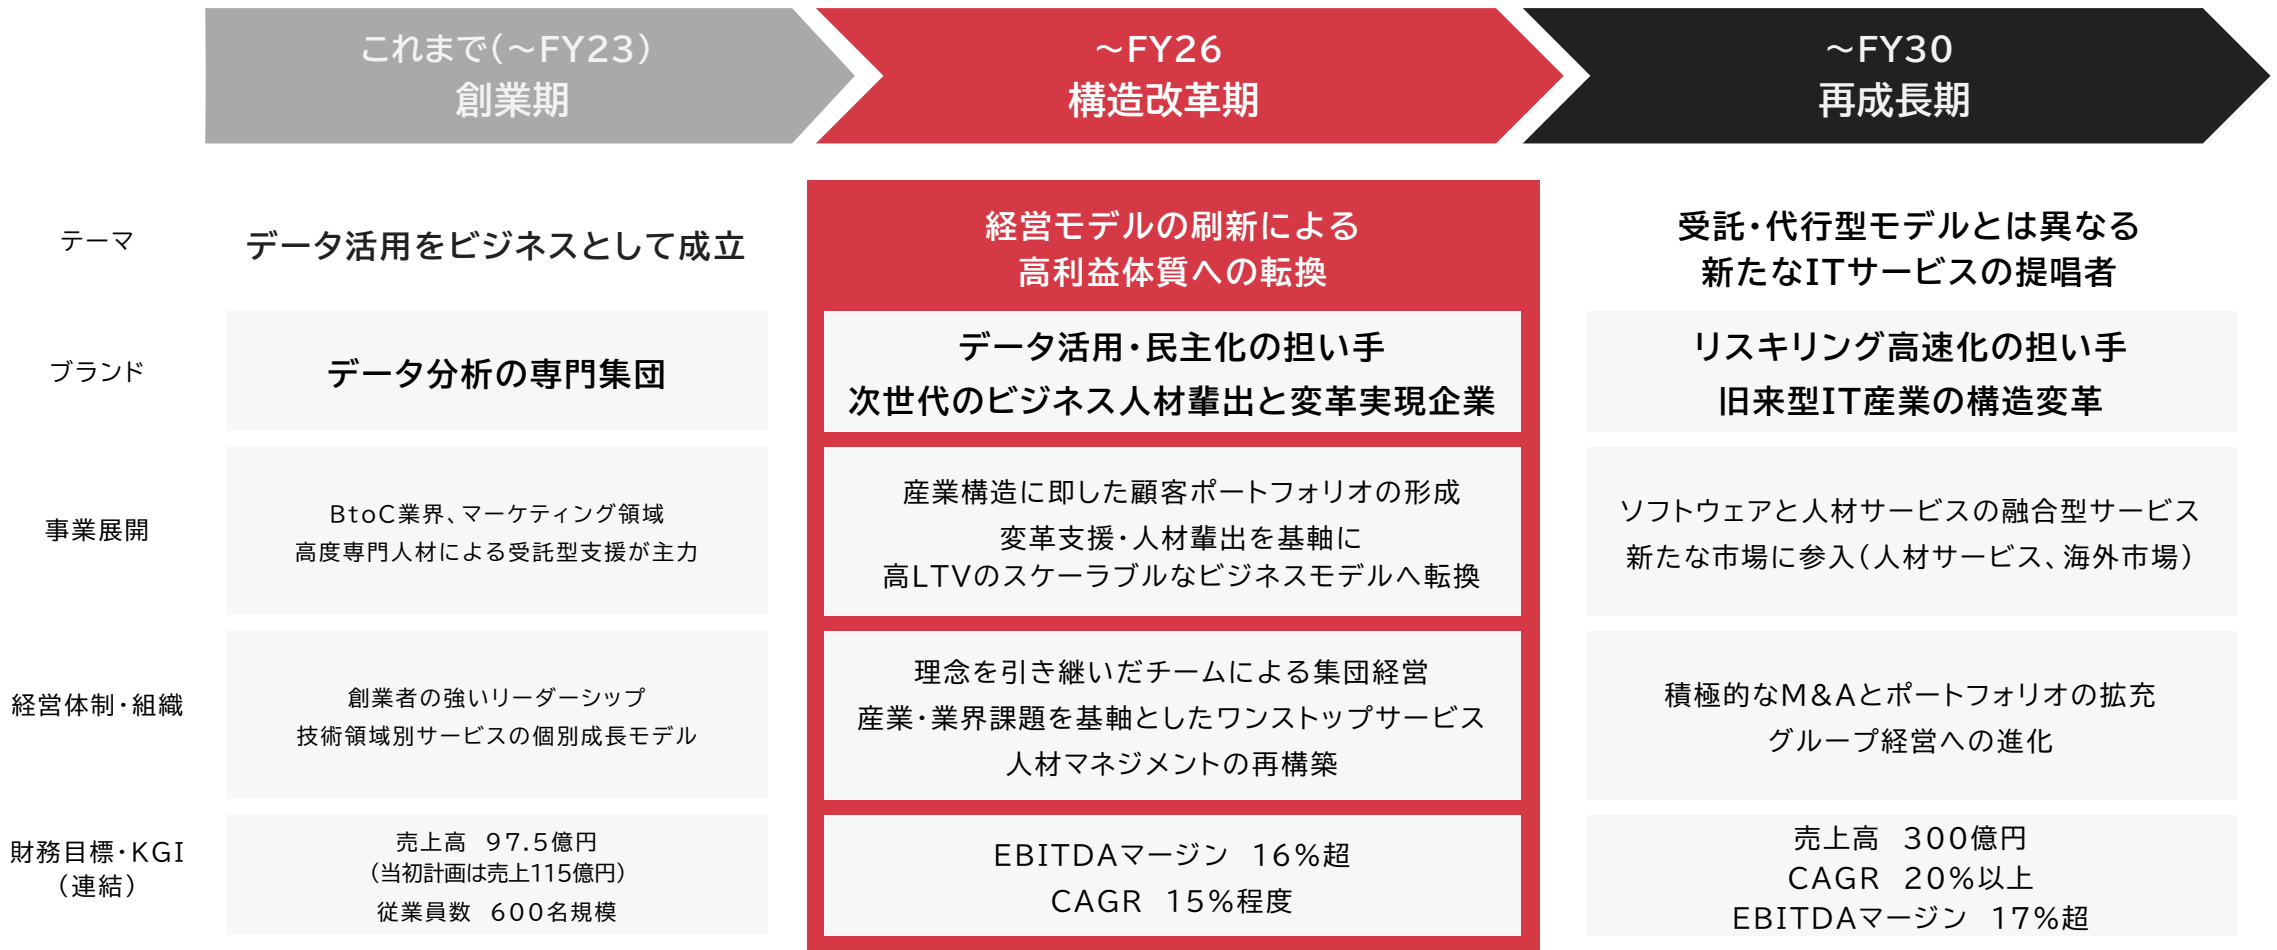 これまで(～FY23)
創業期
～FY26
構造改革期
～FY30
再成長期
テーマ
データ活用をビジネスとして成立
経営モデルの刷新による
高利益体質への転換
受託・代行型モデルとは異なる
新たなITサービスの提唱者
ブランド
データ分析の専門集団
データ活用・民主化の担い手
次世代のビジネス人材輩出と変革実現企業
リスキリング高速化の担い手
旧来型IT産業の構造変革
事業展開
BtoC業界、マーケティング領域
高度専門人材による受託型支援が主力
産業構造に即した顧客ポートフォリオの形成
変革支援・人材輩出を基軸に
高LTVのスケーラブルなビジネスモデルへ転換
ソフトウェアと人材サービスの融合型サービス
新たな市場に参入(人材サービス、海外市場)
経営体制・組織
創業者の強いリーダーシップ
技術領域別サービスの個別成長モデル
理念を引き継いだチームによる集団経営
産業・業界課題を基軸としたワンストップサービス
人材マネジメントの再構築
積極的なM&Aとポートフォリオの拡充
グループ経営への進化
財務目標・KGI
(連結)
売上高 97.5億円
(当初計画は売上115億円)
従業員数 600名規模
EBITDAマージン 16%超
CAGR 15%程度
売上高 300億円
CAGR 20%以上
EBITDAマージン 17%超